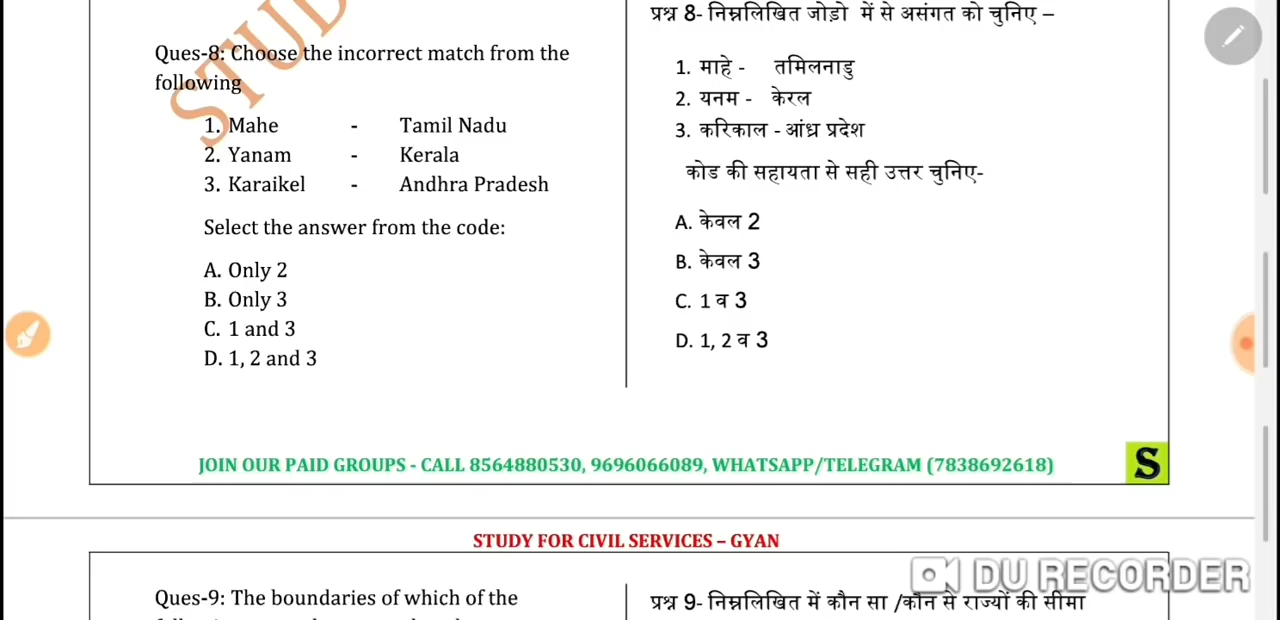 STUD
Ques-8: Choose the incorrect match from the
following
1. Mahe - Tamil Nadu
2. Yanam - Kerala
3. Karaikel - Andhra Pradesh
Select the answer from the code:
A. Only 2
B. Only 3
C. 1 and 3
D. 1, 2 and 3
प्रश्न 8- निम्नलिखित जोड़ो में से असंगत को चुनिए –
1. माहे - तमिलनाडु
2. यनम - केरल
3. करिकाल - आंध्र प्रदेश
कोड की सहायता से सही उत्तर चुनिए-
A. केवल 2
B. केवल 3
C. 1 व 3
D. 1, 2 व 3
JOIN OUR PAID GROUPS - CALL 8564880530, 9696066089, WHATSAPP/TELEGRAM (7838692618)
S
STUDY FOR CIVIL SERVICES – GYAN
DU RECORDER
Ques-9: The boundaries of which of the
प्रश्न 9- निम्नलिखित में कौन सा /कौन से राज्यों की सीमा